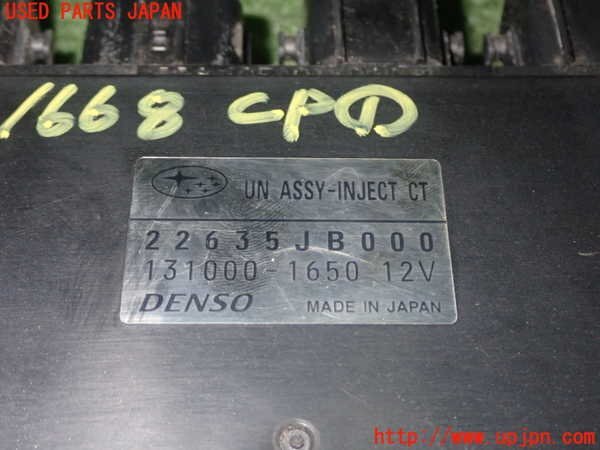 USED PARTS JAPAN
1668 CPD
UN ASSY-INJECT CT
22635JB000
131000-1650 12V
DENSO MADE IN JAPAN
http://www.upjpn.com